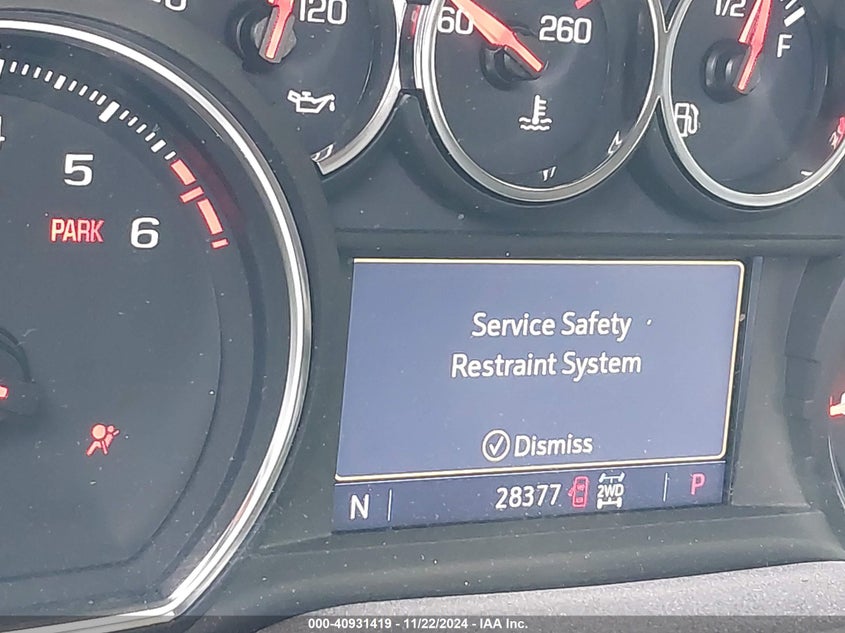 120
60
260
1/2
F
5
PARK
6
Service Safety
Restraint System
Dismiss
N
28377
2WD
P
000-40931419 - 11/22/2024 - IAA Inc.